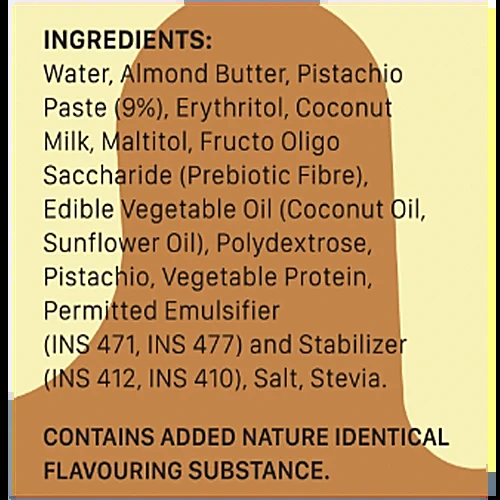 INGREDIENTS:
Water, Almond Butter, Pistachio
Paste (9%), Erythritol, Coconut
Milk, Maltitol, Fructo Oligo
Saccharide (Prebiotic Fibre),
Edible Vegetable Oil (Coconut Oil,
Sunflower Oil), Polydextrose,
Pistachio, Vegetable Protein,
Permitted Emulsifier
(INS 471, INS 477) and Stabilizer
(INS 412, INS 410), Salt, Stevia.
CONTAINS ADDED NATURE IDENTICAL
FLAVOURING SUBSTANCE.